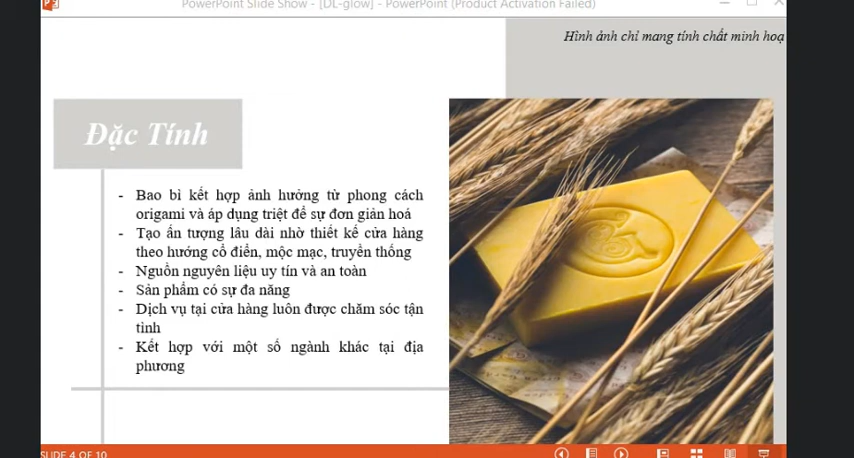 PowerPoint Slide Show - [DL-glow] - PowerPoint (Product Activation Failed)
Hình ảnh chỉ mang tính chất minh hoạ
Đặc Tính
- Bao bì kết hợp ảnh hưởng từ phong cách
origami và áp dụng triệt để sự đơn giản hoá
- Tạo ấn tượng lâu dài nhờ thiết kế cửa hàng
theo hướng cổ điển, mộc mạc, truyền thống
- Nguồn nguyên liệu uy tín và an toàn
- Sản phẩm có sự đa năng
- Dịch vụ tại cửa hàng luôn được chăm sóc tận
tình
- Kết hợp với một số ngành khác tại địa
phương
SLIDE 4 OF 10